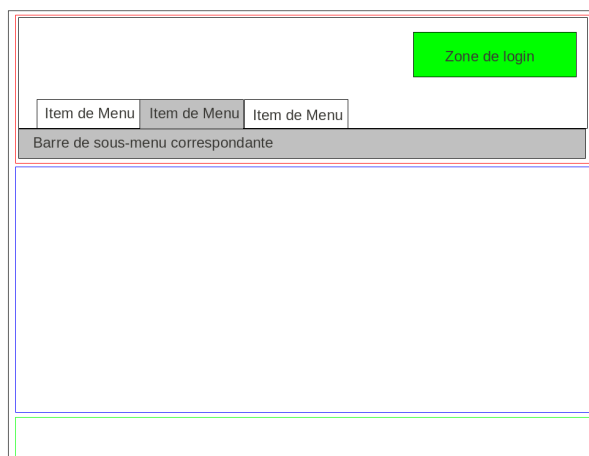 Zone de login
Item de Menu
Item de Menu
Item de Menu
Barre de sous-menu correspondante